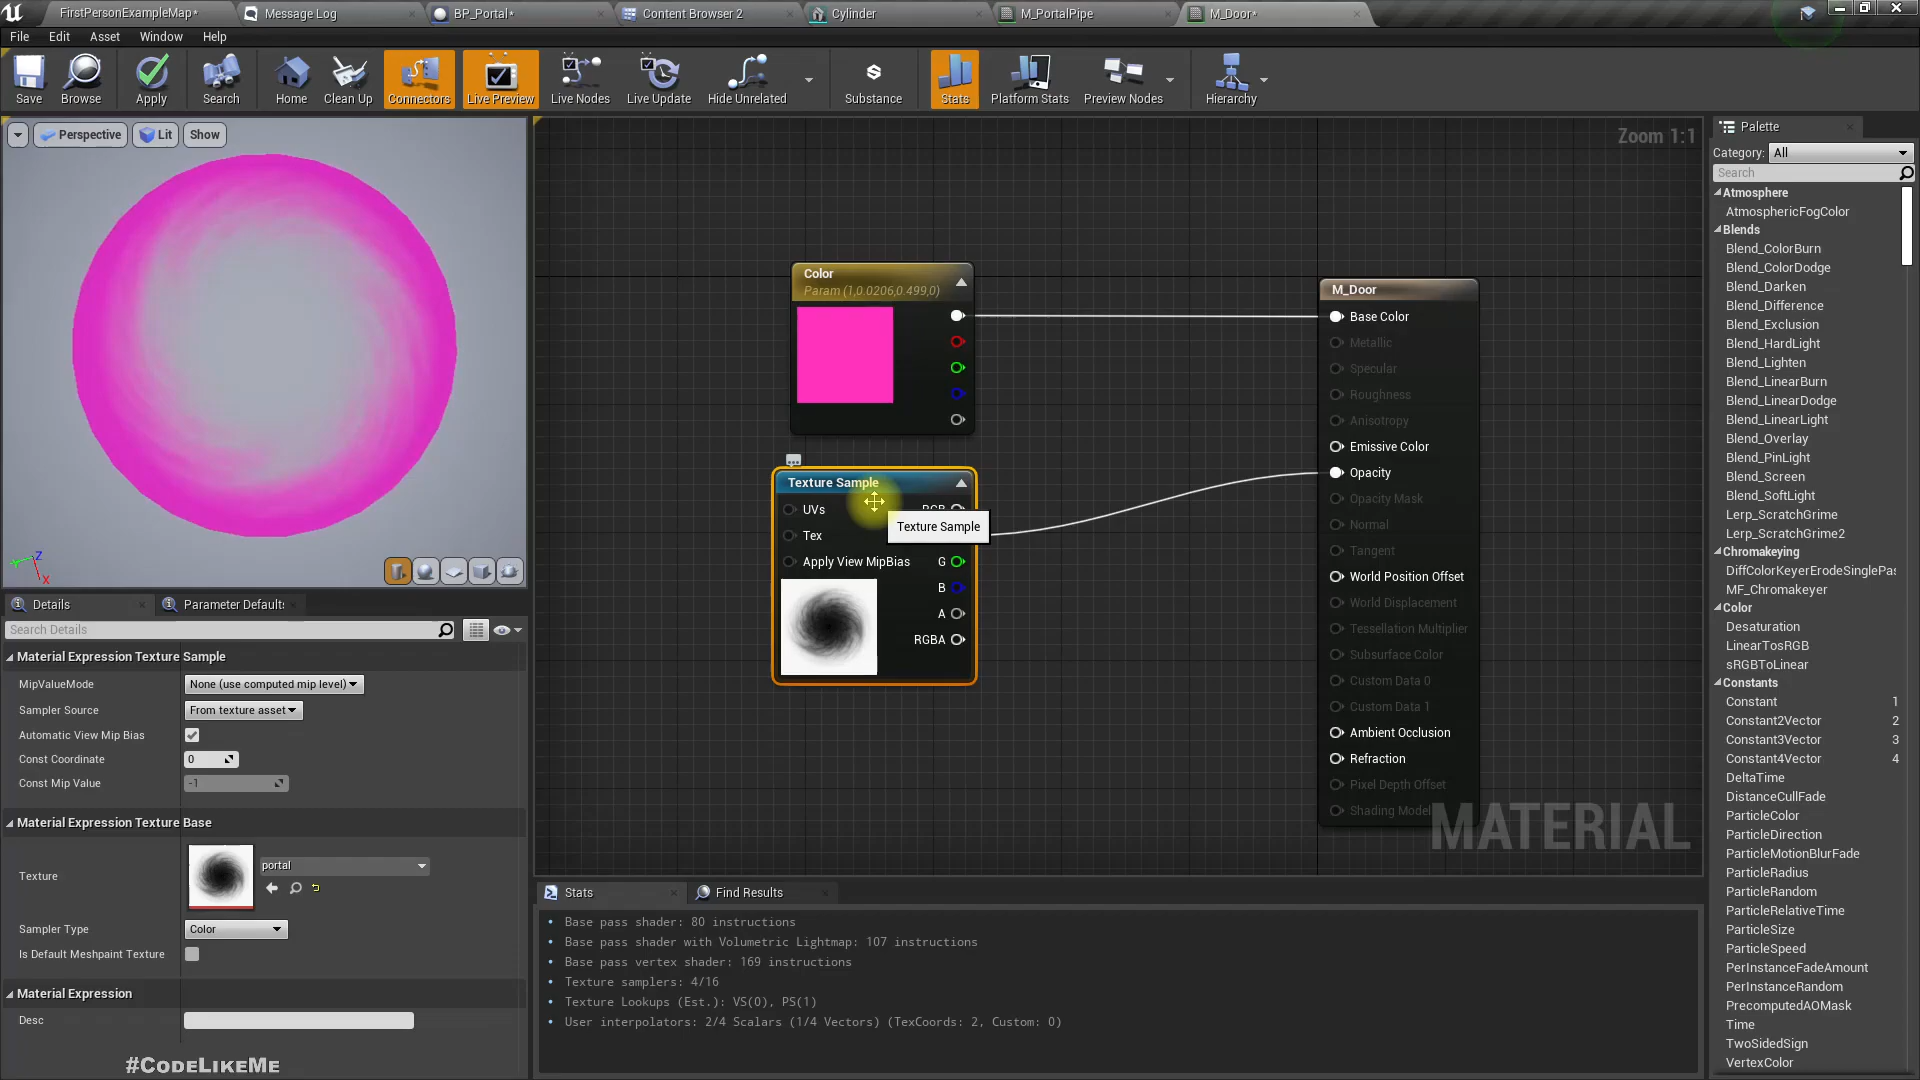 FirstPersonExampleMap*
Message Log
BP_Portal*
Content Browser 2
Cylinder
M_PortalPipe
M_Door*
File
Edit
Asset
Window
Help
Save
Browse
Apply
Search
Home
Clean Up
Connectors
Live Preview
Live Nodes
Live Update
Hide Unrelated
Substance
Stats
Platform Stats
Preview Nodes
Hierarchy
Perspective
Lit
Show
Z
X
Zoom 1:1
Color
Param (1,0.0206,0.499,0)
Texture Sample
UVs
Tex
Apply View MipBias
G
B
A
RGBA
Texture Sample
M_Door
Base Color
Metallic
Specular
Roughness
Anisotropy
Emissive Color
Opacity
Opacity Mask
Normal
Tangent
World Position Offset
World Displacement
Tessellation Multiplier
Subsurface Color
Custom Data 0
Custom Data 1
Ambient Occlusion
Refraction
Pixel Depth Offset
Shading Model
MATERIAL
Details
Parameter Defaults
Search Details
Material Expression Texture Sample
MipValueMode
None (use computed mip level)
Sampler Source
From texture asset
Automatic View Mip Bias
Const Coordinate
0
Const Mip Value
-1
Material Expression Texture Base
Texture
portal
Sampler Type
Color
Is Default Meshpaint Texture
Material Expression
Desc
#CodeLikeMe
Stats
Find Results
• Base pass shader: 80 instructions
• Base pass shader with Volumetric Lightmap: 107 instructions
• Base pass vertex shader: 169 instructions
• Texture samplers: 4/16
• Texture Lookups (Est.): VS(0), PS(1)
• User interpolators: 2/4 Scalars (1/4 Vectors) (TexCoords: 2, Custom: 0)
Palette
Category:
All
Search
Atmosphere
AtmosphericFogColor
Blends
Blend_ColorBurn
Blend_ColorDodge
Blend_Darken
Blend_Difference
Blend_Exclusion
Blend_HardLight
Blend_Lighten
Blend_LinearBurn
Blend_LinearDodge
Blend_LinearLight
Blend_Overlay
Blend_PinLight
Blend_Screen
Blend_SoftLight
Lerp_ScratchGrime
Lerp_ScratchGrime2
Chromakeying
DiffColorKeyerErodeSinglePas
MF_Chromakeyer
Color
Desaturation
LinearTosRGB
sRGBToLinear
Constants
Constant 1
Constant2Vector 2
Constant3Vector 3
Constant4Vector 4
DeltaTime
DistanceCullFade
ParticleColor
ParticleDirection
ParticleMotionBlurFade
ParticleRadius
ParticleRandom
ParticleRelativeTime
ParticleSize
ParticleSpeed
PerInstanceFadeAmount
PerInstanceRandom
PrecomputedAOMask
Time
TwoSidedSign
VertexColor